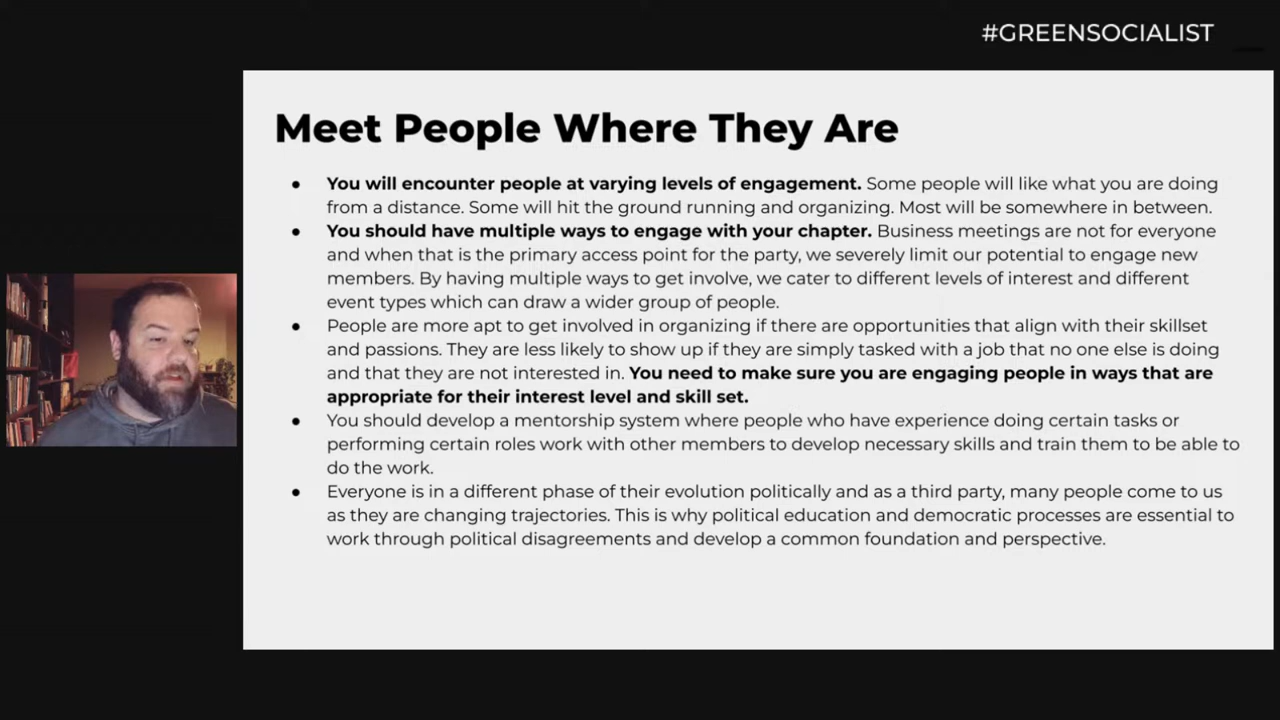 #GREENSOCIALIST
Meet People Where They Are
● You will encounter people at varying levels of engagement. Some people will like what you are doing
from a distance. Some will hit the ground running and organizing. Most will be somewhere in between.
● You should have multiple ways to engage with your chapter. Business meetings are not for everyone
and when that is the primary access point for the party, we severely limit our potential to engage new
members. By having multiple ways to get involve, we cater to different levels of interest and different
event types which can draw a wider group of people.
● People are more apt to get involved in organizing if there are opportunities that align with their skillset
and passions. They are less likely to show up if they are simply tasked with a job that no one else is doing
and that they are not interested in. You need to make sure you are engaging people in ways that are
appropriate for their interest level and skill set.
● You should develop a mentorship system where people who have experience doing certain tasks or
performing certain roles work with other members to develop necessary skills and train them to be able to
do the work.
● Everyone is in a different phase of their evolution politically and as a third party, many people come to us
as they are changing trajectories. This is why political education and democratic processes are essential to
work through political disagreements and develop a common foundation and perspective.